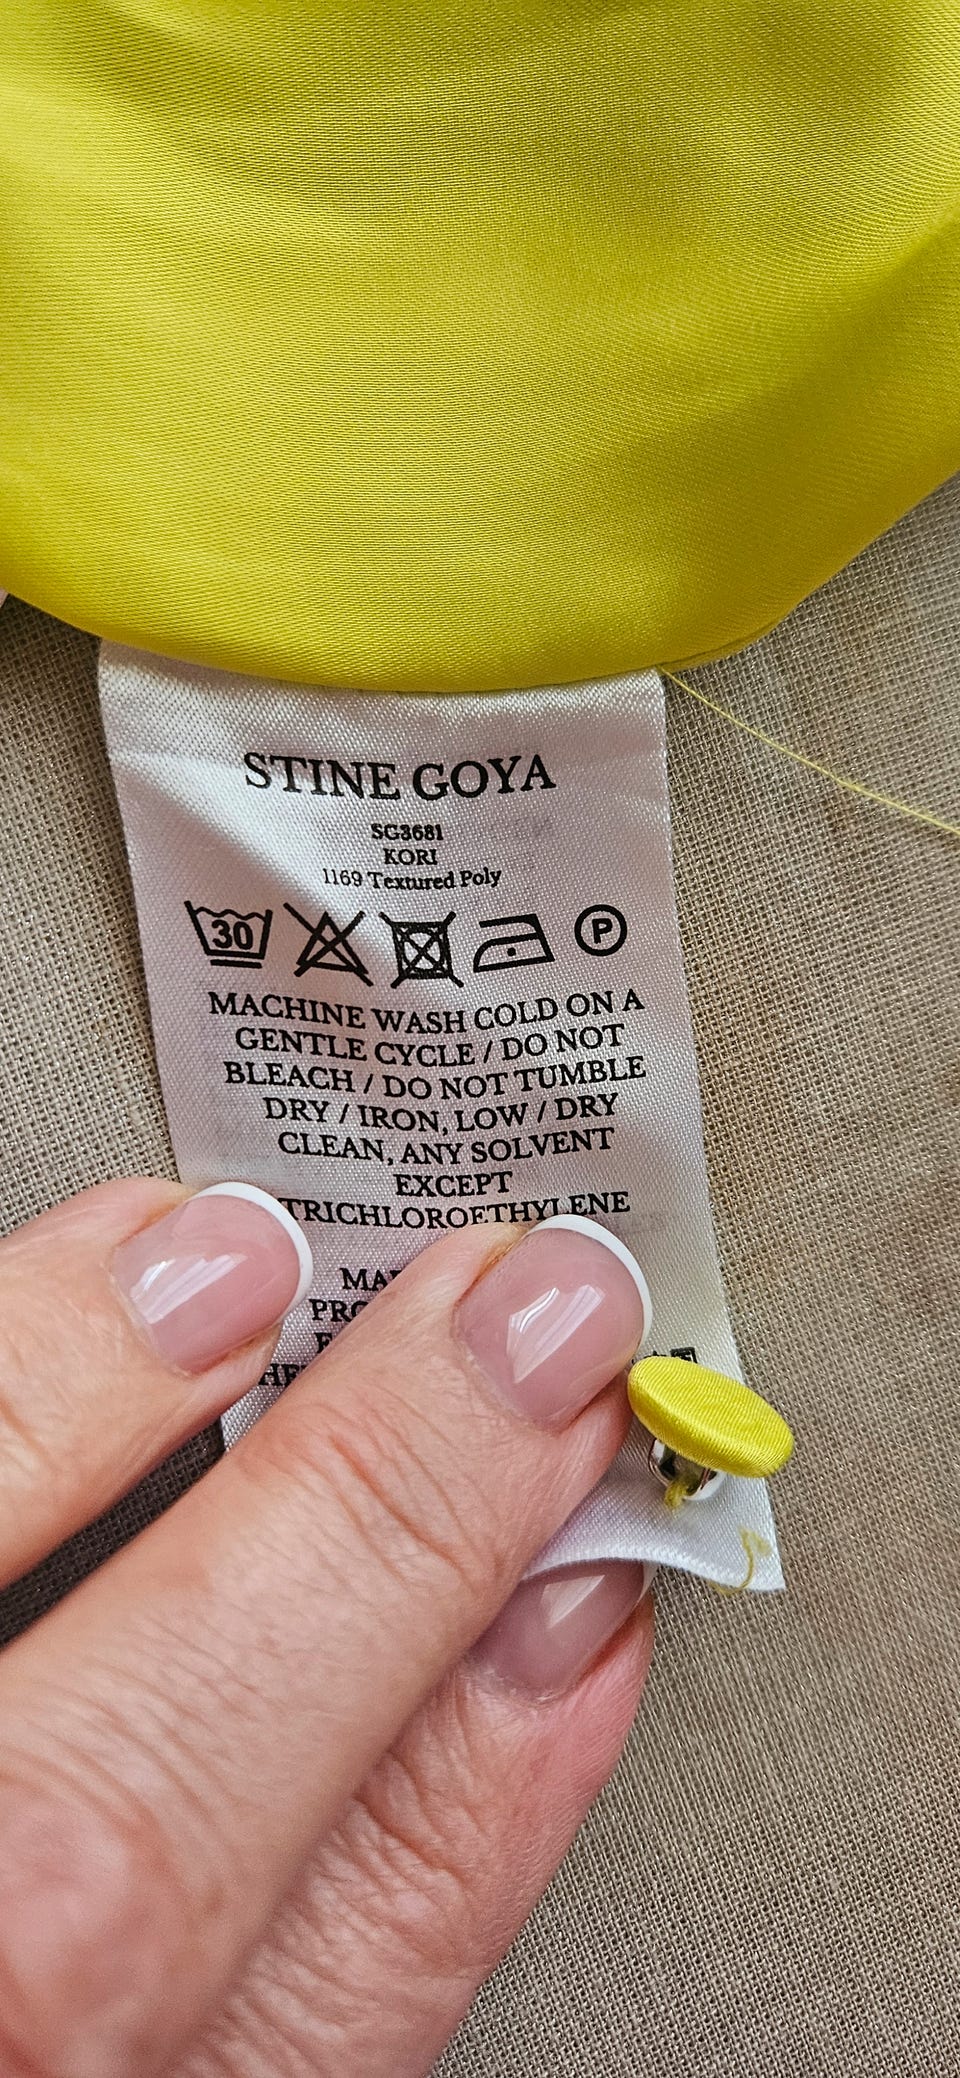 STINE GOYA
SG3681
KORI
1169 Textured Poly
30 P
MACHINE WASH COLD ON A
GENTLE CYCLE / DO NOT
BLEACH / DO NOT TUMBLE
DRY / IRON, LOW / DRY
CLEAN, ANY SOLVENT
EXCEPT
TRICHLOROETHYLENE